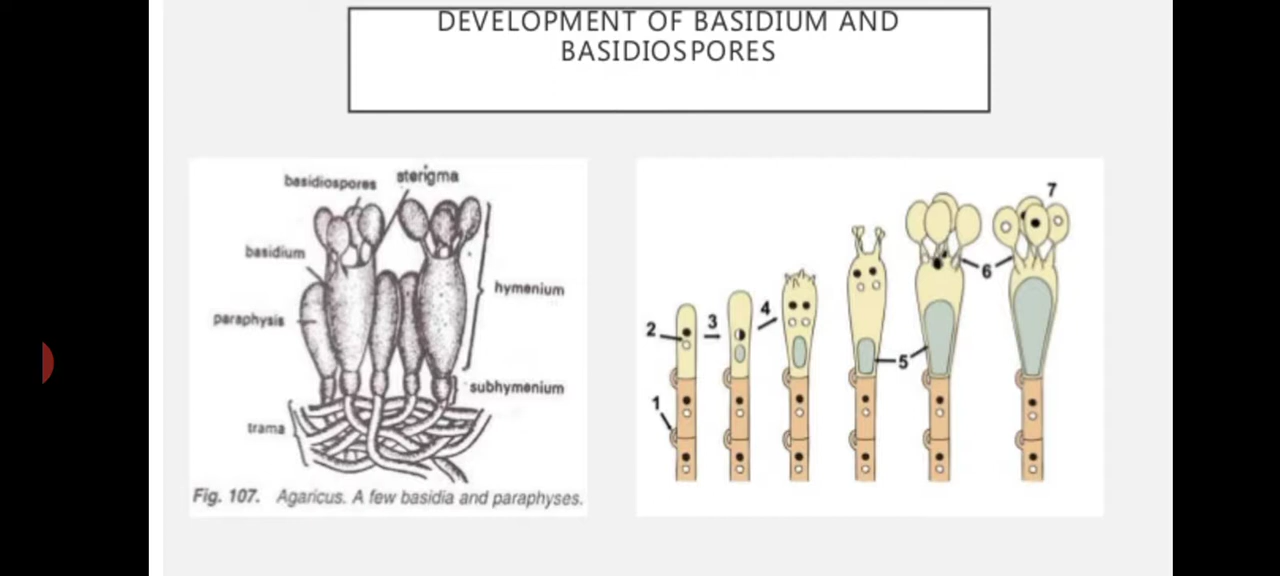 DEVELOPMENT OF BASIDIUM AND
BASIDIOSPORES
basidiospores
sterigma
basidium
paraphysis
hymenium
subhymenium
trama
Fig. 107. Agaricus. A few basidia and paraphyses.
1
2
3
4
5
6
7